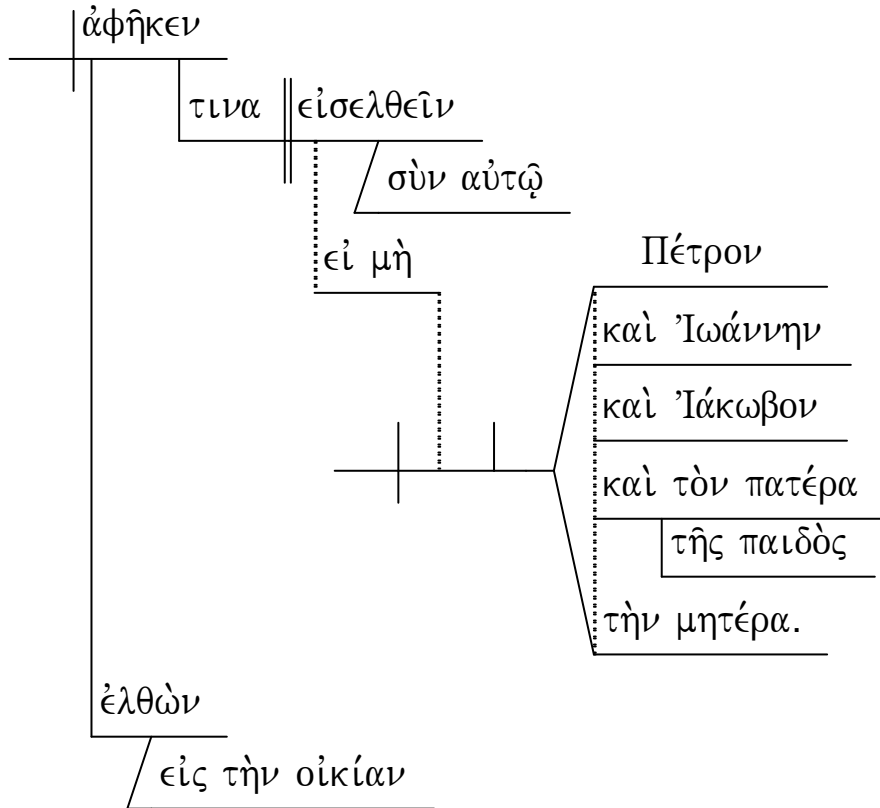 ἀφῆκεν
τινα εἰσελθεῖν
σὺν αὐτῷ
εἰ μὴ
Πέτρον
καὶ Ἰωάννην
καὶ Ἰάκωβον
καὶ τὸν πατέρα
τῆς παιδὸς
τὴν μητέρα.
ἐλθὼν
εἰς τὴν οἰκίαν